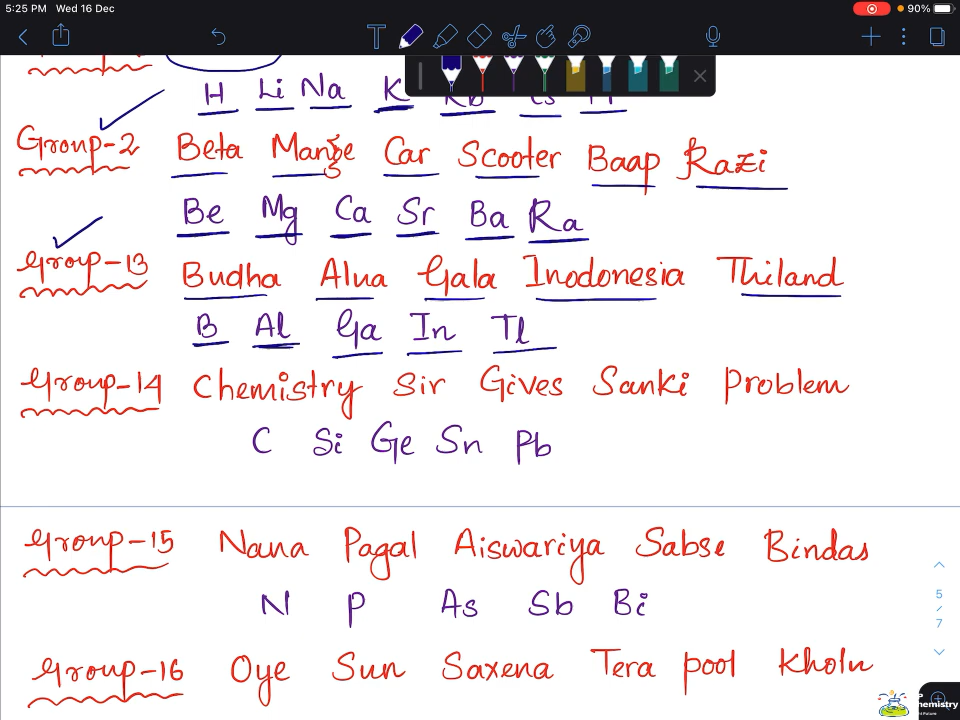 5:25 PM Wed 16 Dec
90%
H Li Na K Rb Cs Fr
Group-2 Beta Mange Car Scooter Baap Razi
Be Mg Ca Sr Ba Ra
Group-13 Budha Alua Gala Inodonesia Thiland
B Al Ga In Tl
Group-14 Chemistry Sir Gives Sanki Problem
C Si Ge Sn Pb
Group-15 Nana Pagal Aiswariya Sabse Bindas
N P As Sb Bi
5
/
7
Group-16 Oye Sun Saxena Tera pool Kholu